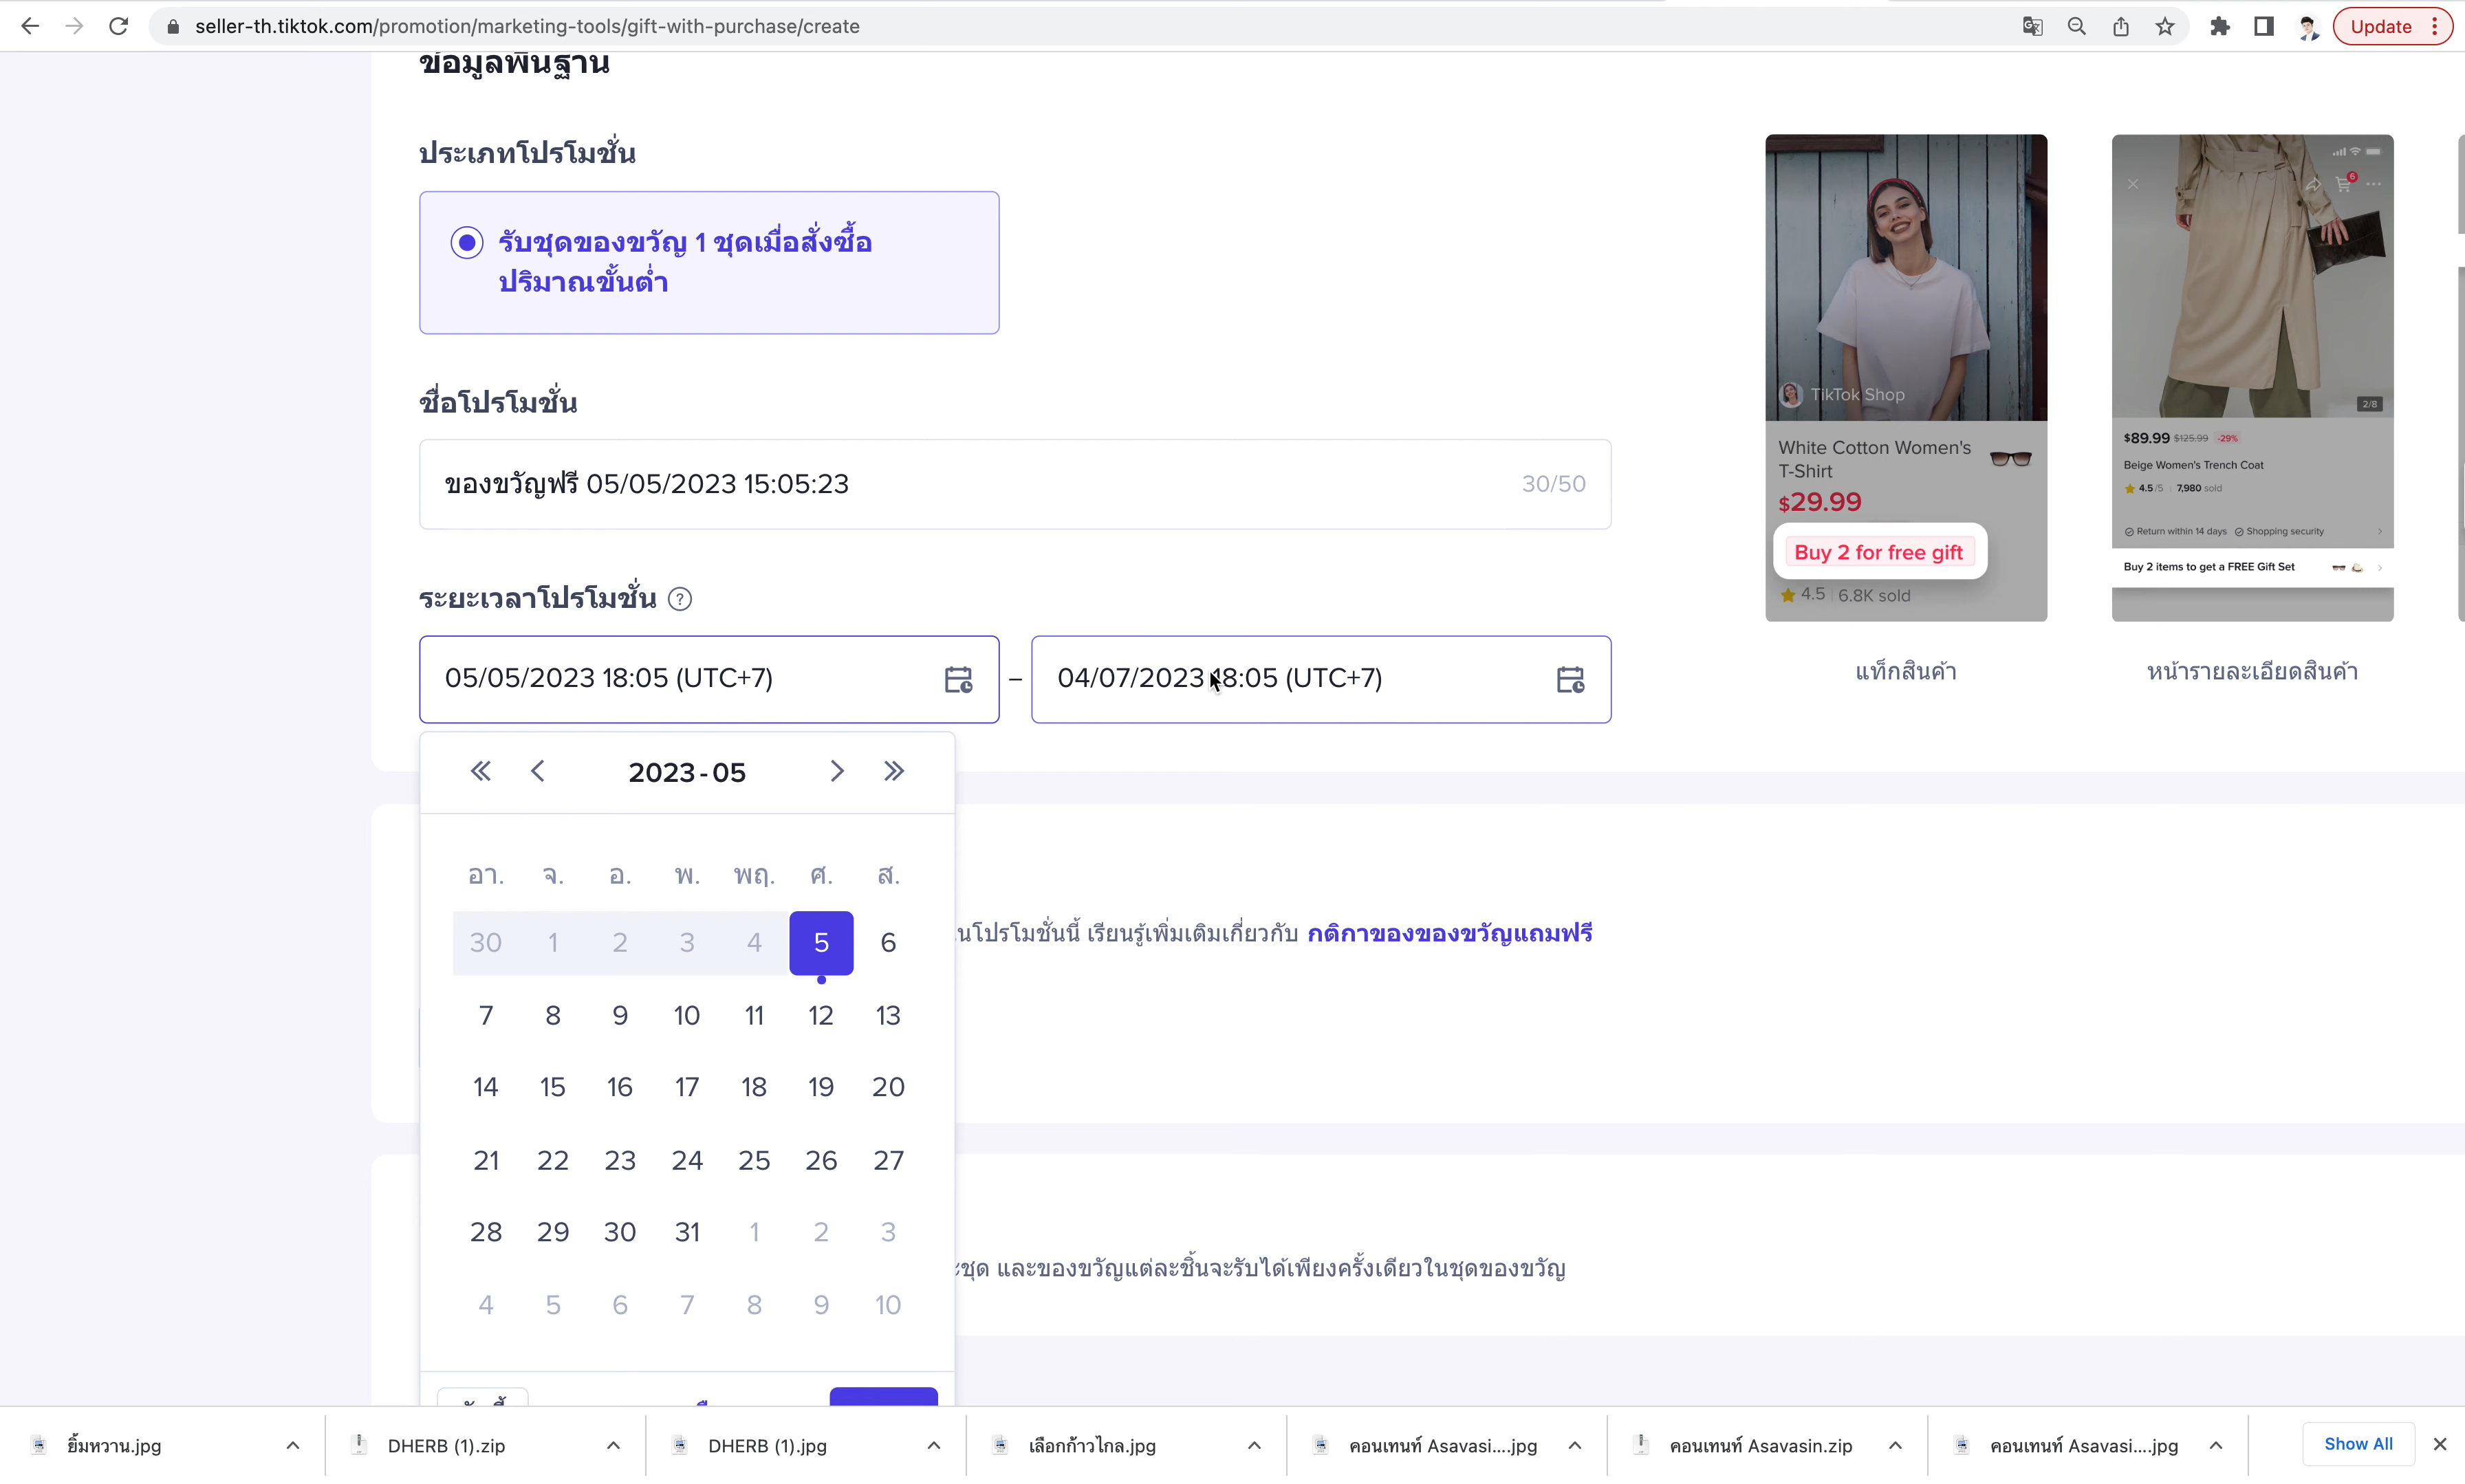 seller-th.tiktok.com/promotion/marketing-tools/gift-with-purchase/create
Update
ข้อมูลพื้นฐาน
ประเภทโปรโมชั่น
รับชุดของขวัญ 1 ชุดเมื่อสั่งซื้อ
ปริมาณขั้นต่ำ
ชื่อโปรโมชั่น
ของขวัญฟรี 05/05/2023 15:05:23
30/50
ระยะเวลาโปรโมชั่น ?
05/05/2023 18:05 (UTC+7)
–
04/07/2023 18:05 (UTC+7)
2023-05
อา. จ. อ. พ. พฤ. ศ. ส.
30 1 2 3 4 5 6
7 8 9 10 11 12 13
14 15 16 17 18 19 20
21 22 23 24 25 26 27
28 29 30 31 1 2 3
4 5 6 7 8 9 10
TikTok Shop
White Cotton Women's
T-Shirt
$29.99
Buy 2 for free gift
4.5 6.8K sold
แท็กสินค้า
6
2/8
$89.99 $125.99 -29%
Beige Women's Trench Coat
4.5/5 7,980 sold
Return within 14 days Shopping security
Buy 2 items to get a FREE Gift Set
หน้ารายละเอียดสินค้า
นโปรโมชั่นนี้ เรียนรู้เพิ่มเติมเกี่ยวกับ กติกาของของขวัญแถมฟรี
ะชุด และของขวัญแต่ละชิ้นจะรับได้เพียงครั้งเดียวในชุดของขวัญ
ยิ้มหวาน.jpg
DHERB (1).zip
DHERB (1).jpg
เลือกก้าวไกล.jpg
คอนเทนท์ Asavasi....jpg
คอนเทนท์ Asavasin.zip
คอนเทนท์ Asavasi....jpg
Show All